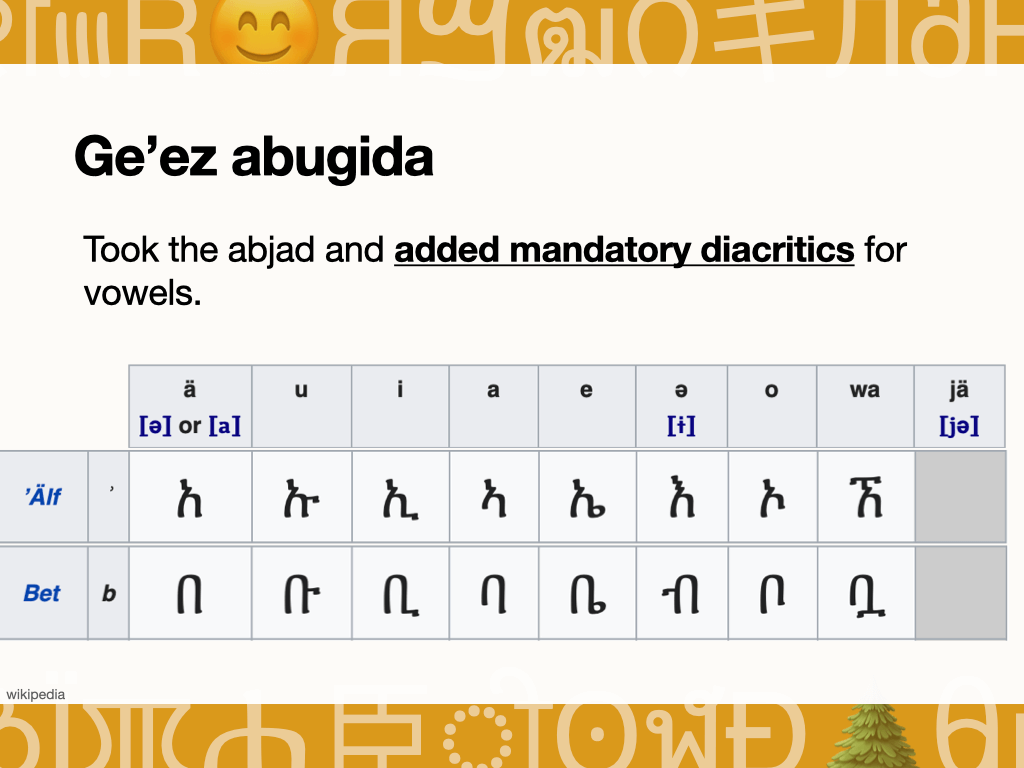 Ge’ez abugida
Took the abjad and added mandatory diacritics for
vowels.
ä u i a e ə o wa jä
[ə] or [a] [ɨ] [jə]
’Älf ʾ አ ኡ ኢ ኣ ኤ እ ኦ ኧ
Bet b በ ቡ ቢ ባ ቤ ብ ቦ ቧ
wikipedia